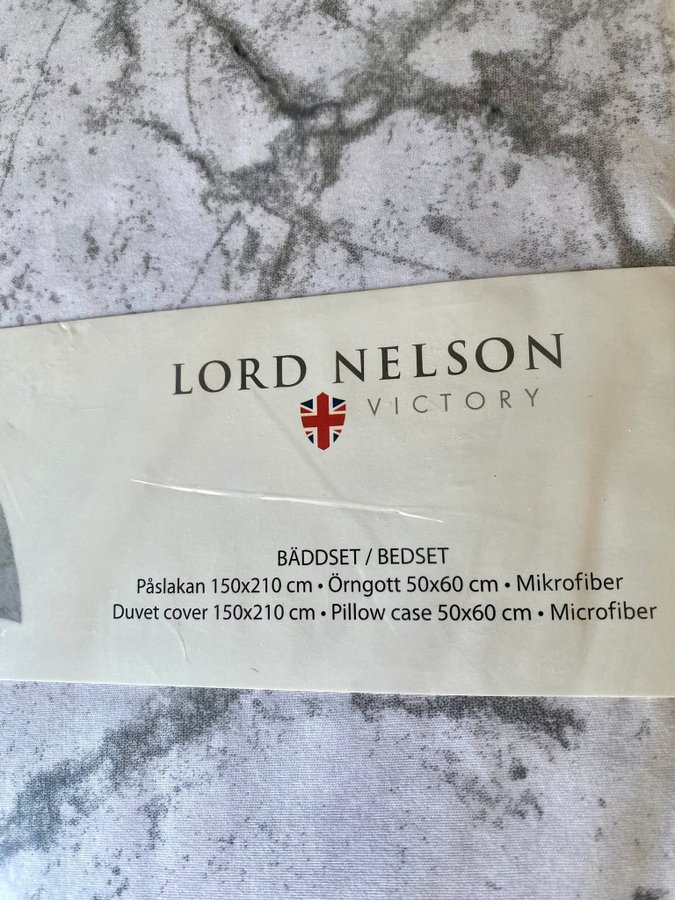 LORD NELSON
VICTORY
BÄDDSET / BEDSET
Påslakan 150x210 cm • Örngott 50x60 cm • Mikrofiber
Duvet cover 150x210 cm • Pillow case 50x60 cm • Microfiber